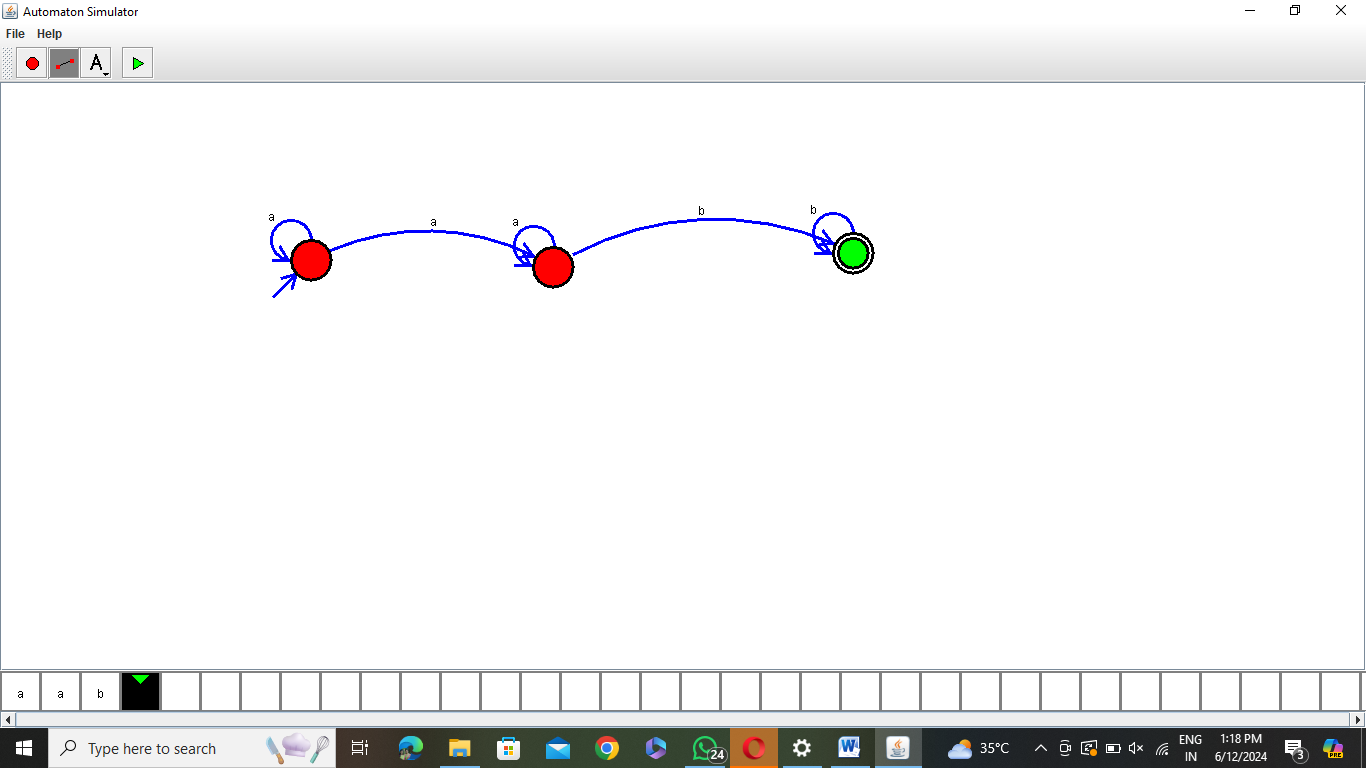 Automaton Simulator
File Help
A
a a a b b
a a b
Type here to search
24
W
35°C
ENG
IN
1:18 PM
6/12/2024
3
PRE